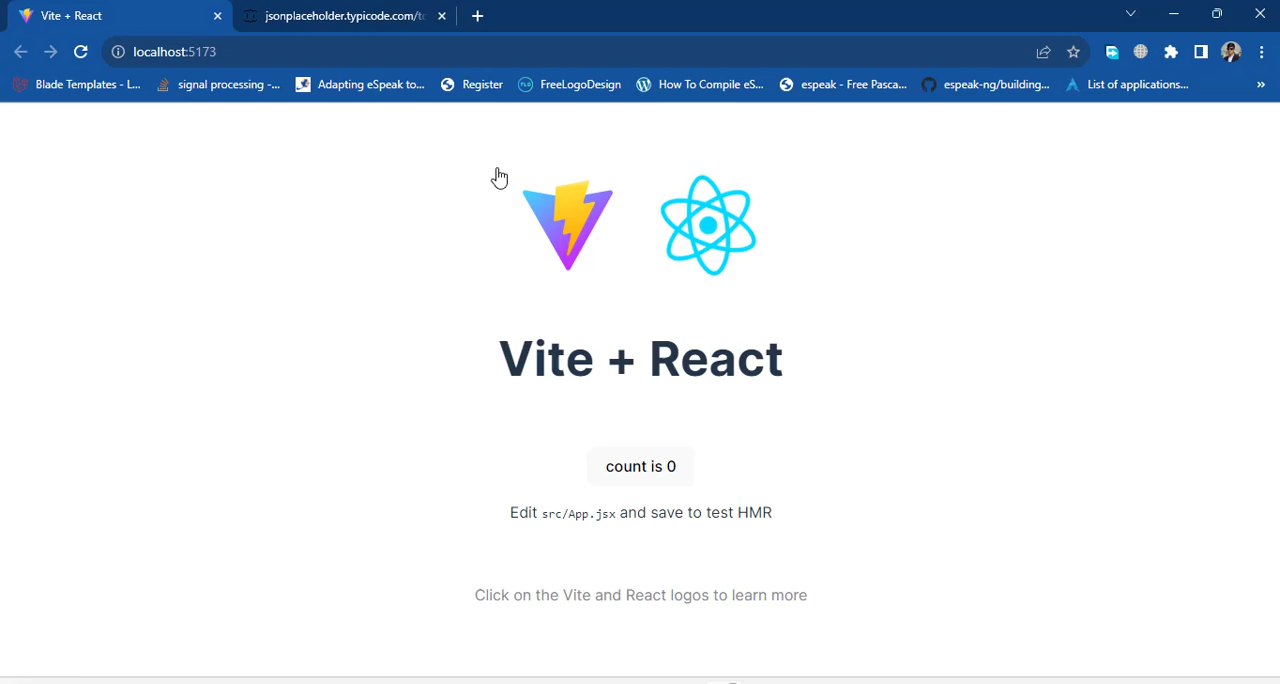 Vite + React
jsonplaceholder.typicode.com/to
localhost:5173
Blade Templates - L...
signal processing -...
Adapting eSpeak to...
Register
FLD
FreeLogoDesign
How To Compile eS...
espeak - Free Pasca...
espeak-ng/building...
List of applications...
Vite + React
count is 0
Edit src/App.jsx and save to test HMR
Click on the Vite and React logos to learn more